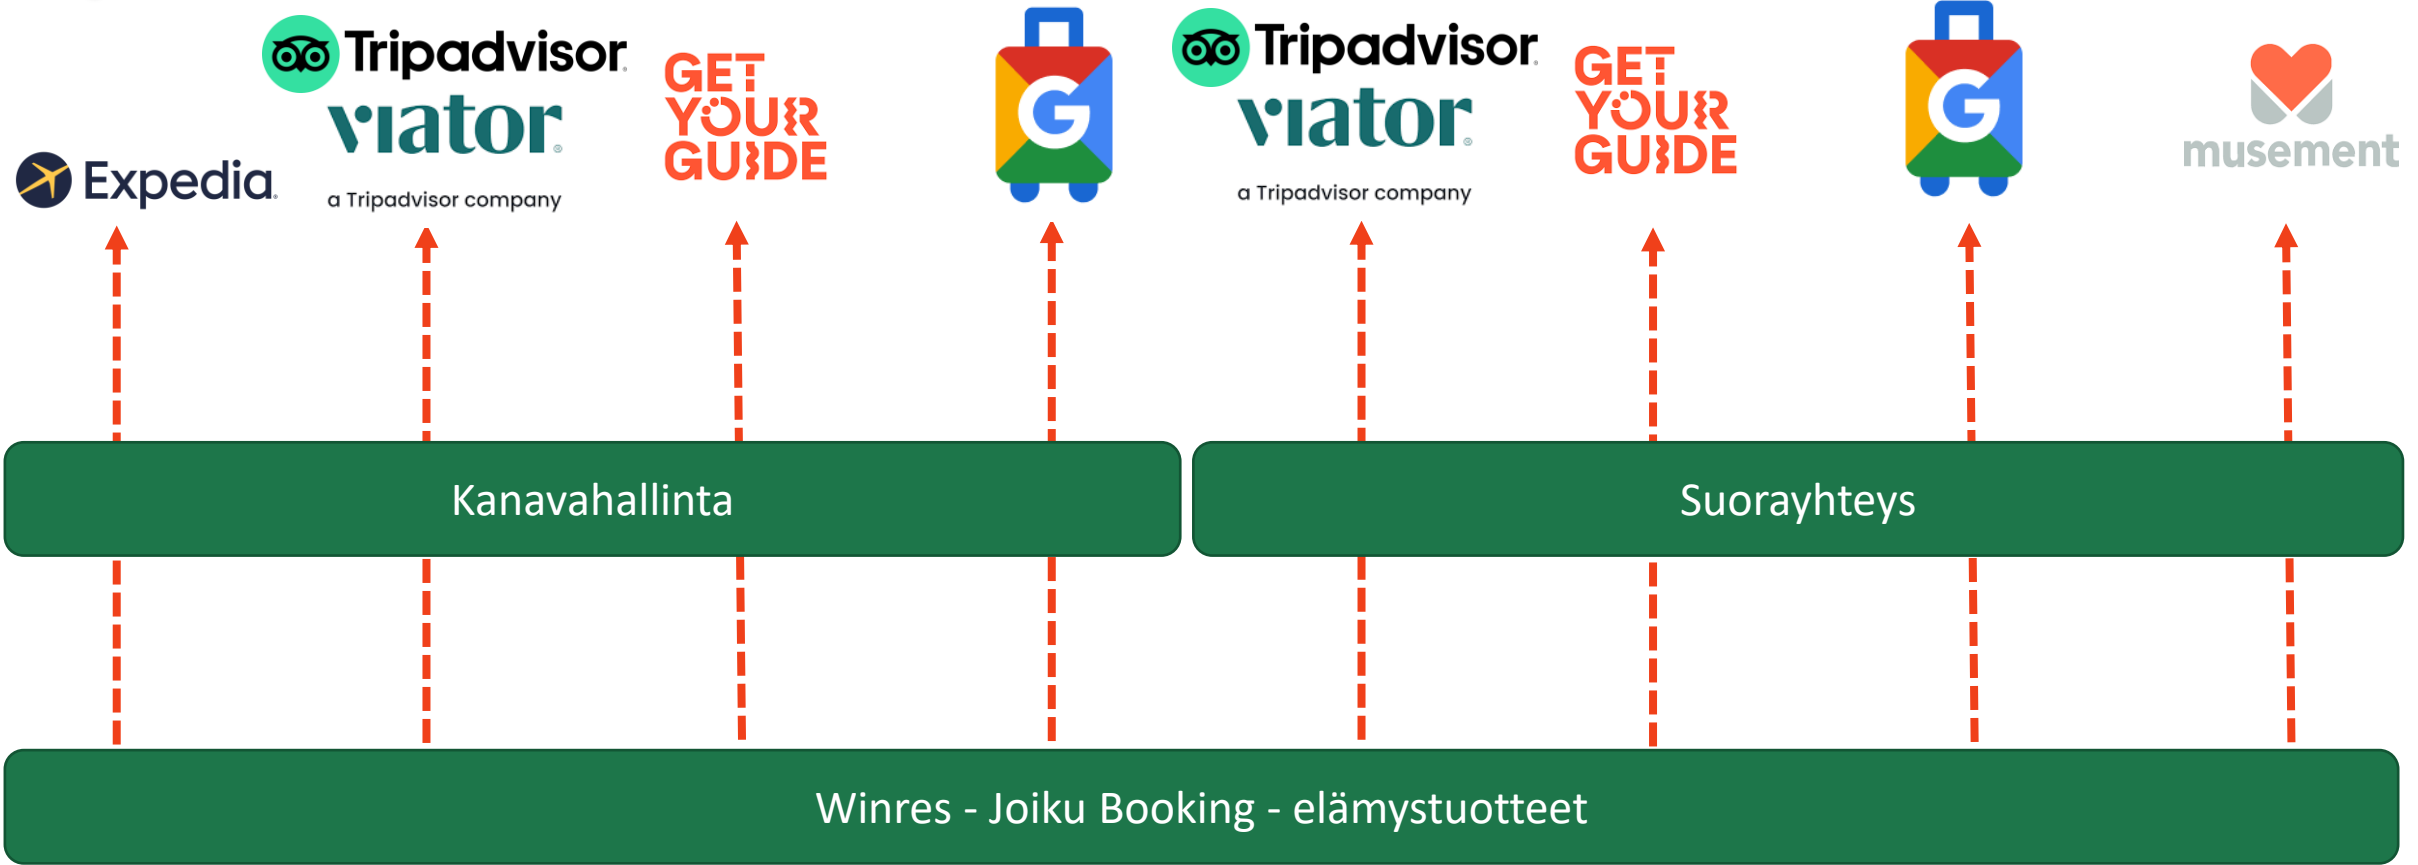 Expedia
Tripadvisor
viator
a Tripadvisor company
GET
YOUR
GUIDE
G
Tripadvisor
viator
a Tripadvisor company
GET
YOUR
GUIDE
G
musement
Kanavahallinta
Suorayhteys
Winres - Joiku Booking - elämystuotteet